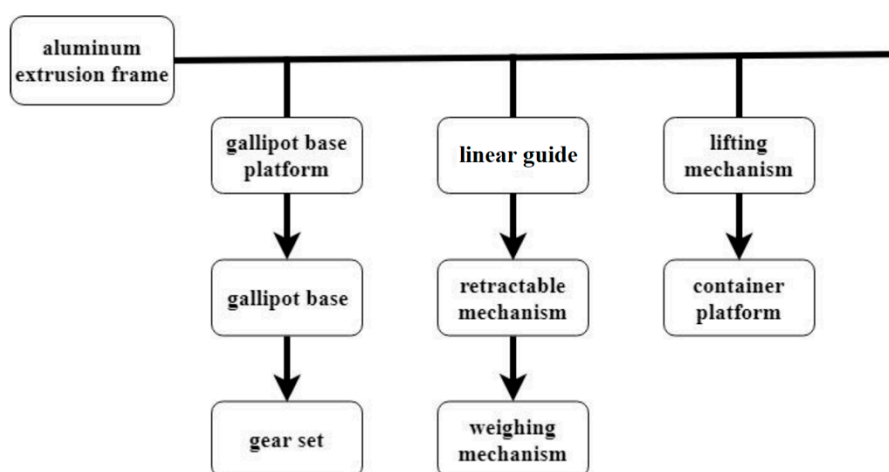 aluminum
extrusion frame
gallipot base
platform
linear guide
lifting
mechanism
gallipot base
retractable
mechanism
container
platform
gear set
weighing
mechanism